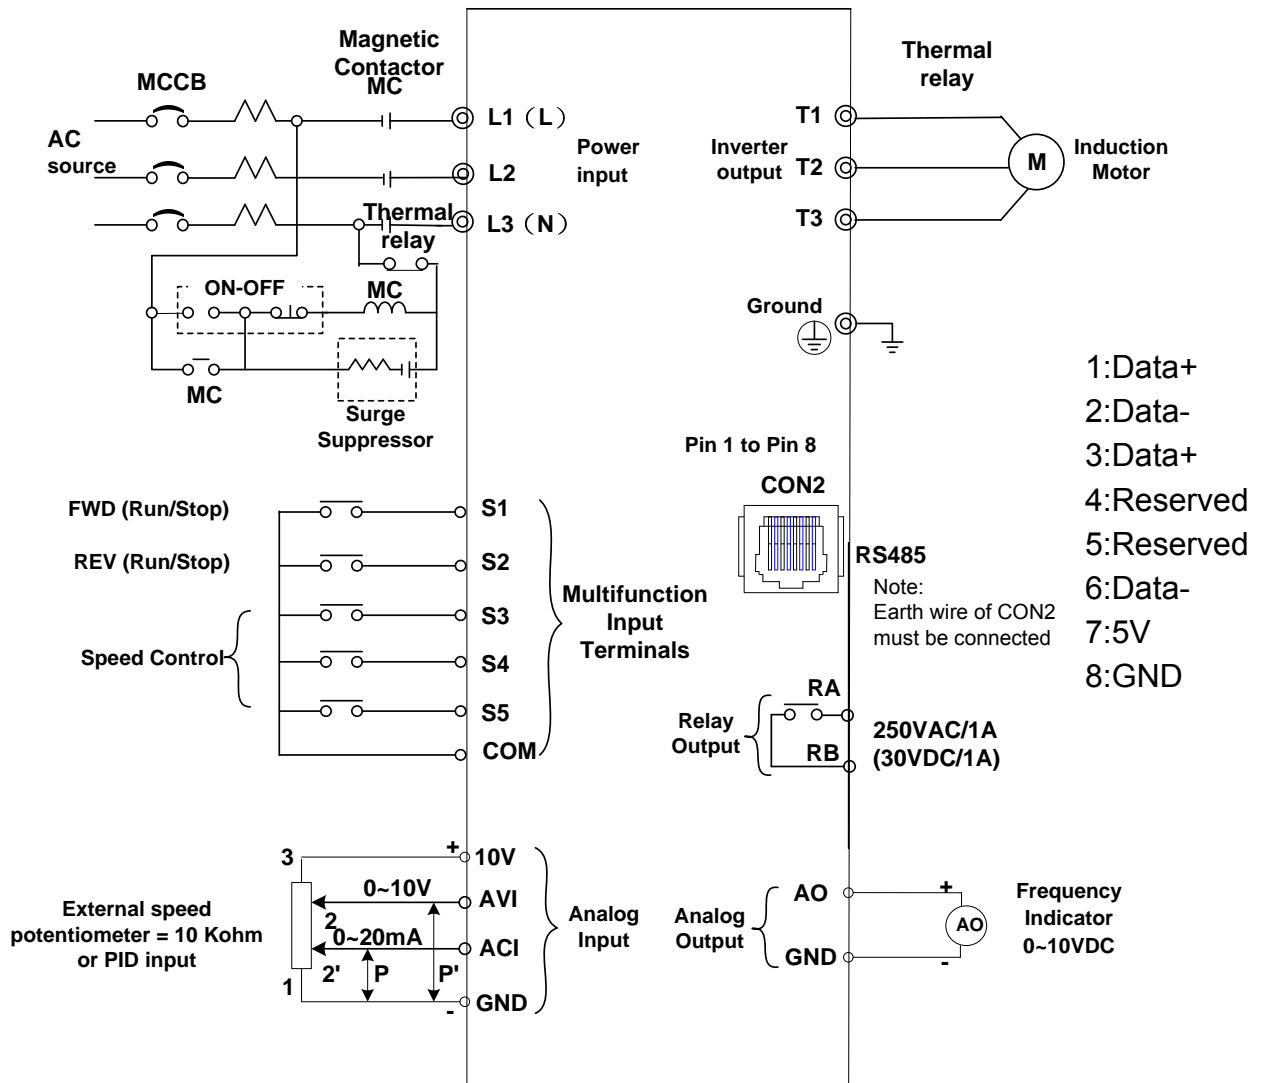 Magnetic
Contactor
MC
MCCB
AC
source
L1（L）
L2
L3（N）
Power
input
Thermal
relay
ON-OFF
MC
MC
Surge
Suppressor
Thermal
relay
T1
Inverter
output
T2
T3
M
Induction
Motor
Ground
Pin 1 to Pin 8
CON2
RS485
Note:
Earth wire of CON2
must be connected
1:Data+
2:Data-
3:Data+
4:Reserved
5:Reserved
6:Data-
7:5V
8:GND
FWD (Run/Stop)
REV (Run/Stop)
Speed Control
S1
S2
S3
S4
S5
COM
Multifunction
Input
Terminals
Relay
Output
RA
RB
250VAC/1A
(30VDC/1A)
External speed
potentiometer = 10 Kohm
or PID input
3
2
2'
1
0~10V
0~20mA
P
P'
+
-
10V
AVI
ACI
GND
Analog
Input
Analog
Output
AO
GND
+
AO
-
Frequency
Indicator
0~10VDC